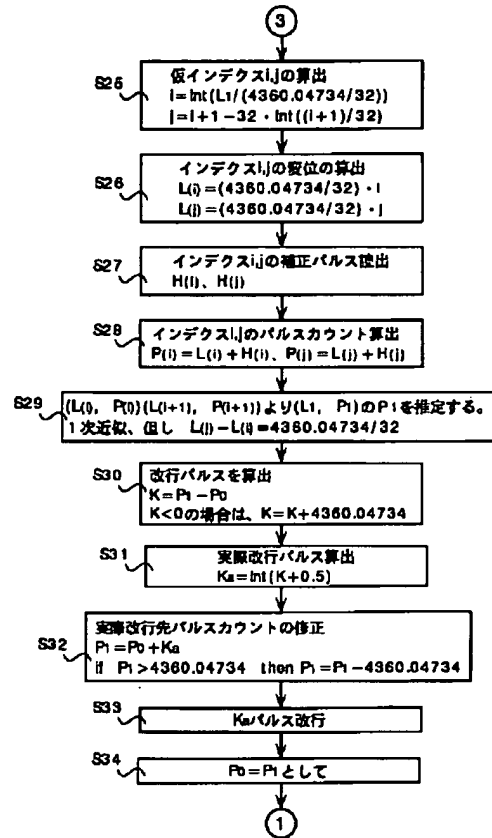 3
S25
仮インデクスi,jの算出
i=Int(L1/(4360.04734/32))
j=i+1-32・Int((i+1)/32)
S26
インデクスi,jの変位の算出
L(i)=(4360.04734/32)・i
L(j)=(4360.04734/32)・j
S27
インデクスi,jの補正パルス読出
H(i)、H(j)
S28
インデクスi,jのパルスカウント算出
P(i)=L(i)+H(i)、P(j)=L(j)+H(j)
S29
(L(i), P(i))(L(i+1), P(i+1))より(L1, P1)のP1を推定する。
1次近似、但し L(j)-L(i)=4360.04734/32
S30
改行パルスを算出
K=P1-P0
K<0の場合は、K=K+4360.04734
S31
実際改行パルス算出
Ka=Int(K+0.5)
S32
実際改行先パルスカウントの修正
P1=P0+Ka
if P1>4360.04734 then P1=P1-4360.04734
S33
Kaパルス改行
S34
P0=P1として
1